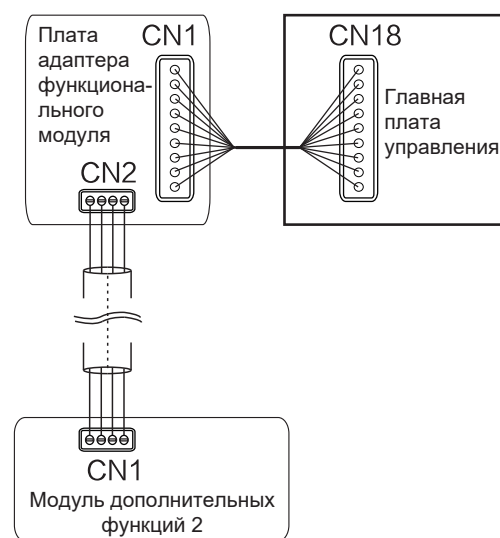 Плата
адаптера
функциона-
льного
модуля
CN1
CN2
CN18
Главная
плата
управления
CN1
Модуль дополнительных
функций 2